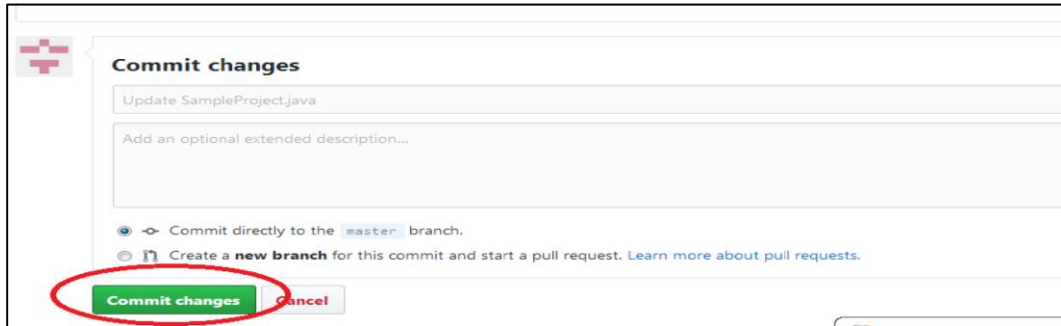 Commit changes
Update SampleProject.java
Add an optional extended description...
Commit directly to the master branch.
Create a new branch for this commit and start a pull request. Learn more about pull requests.
Commit changes Cancel